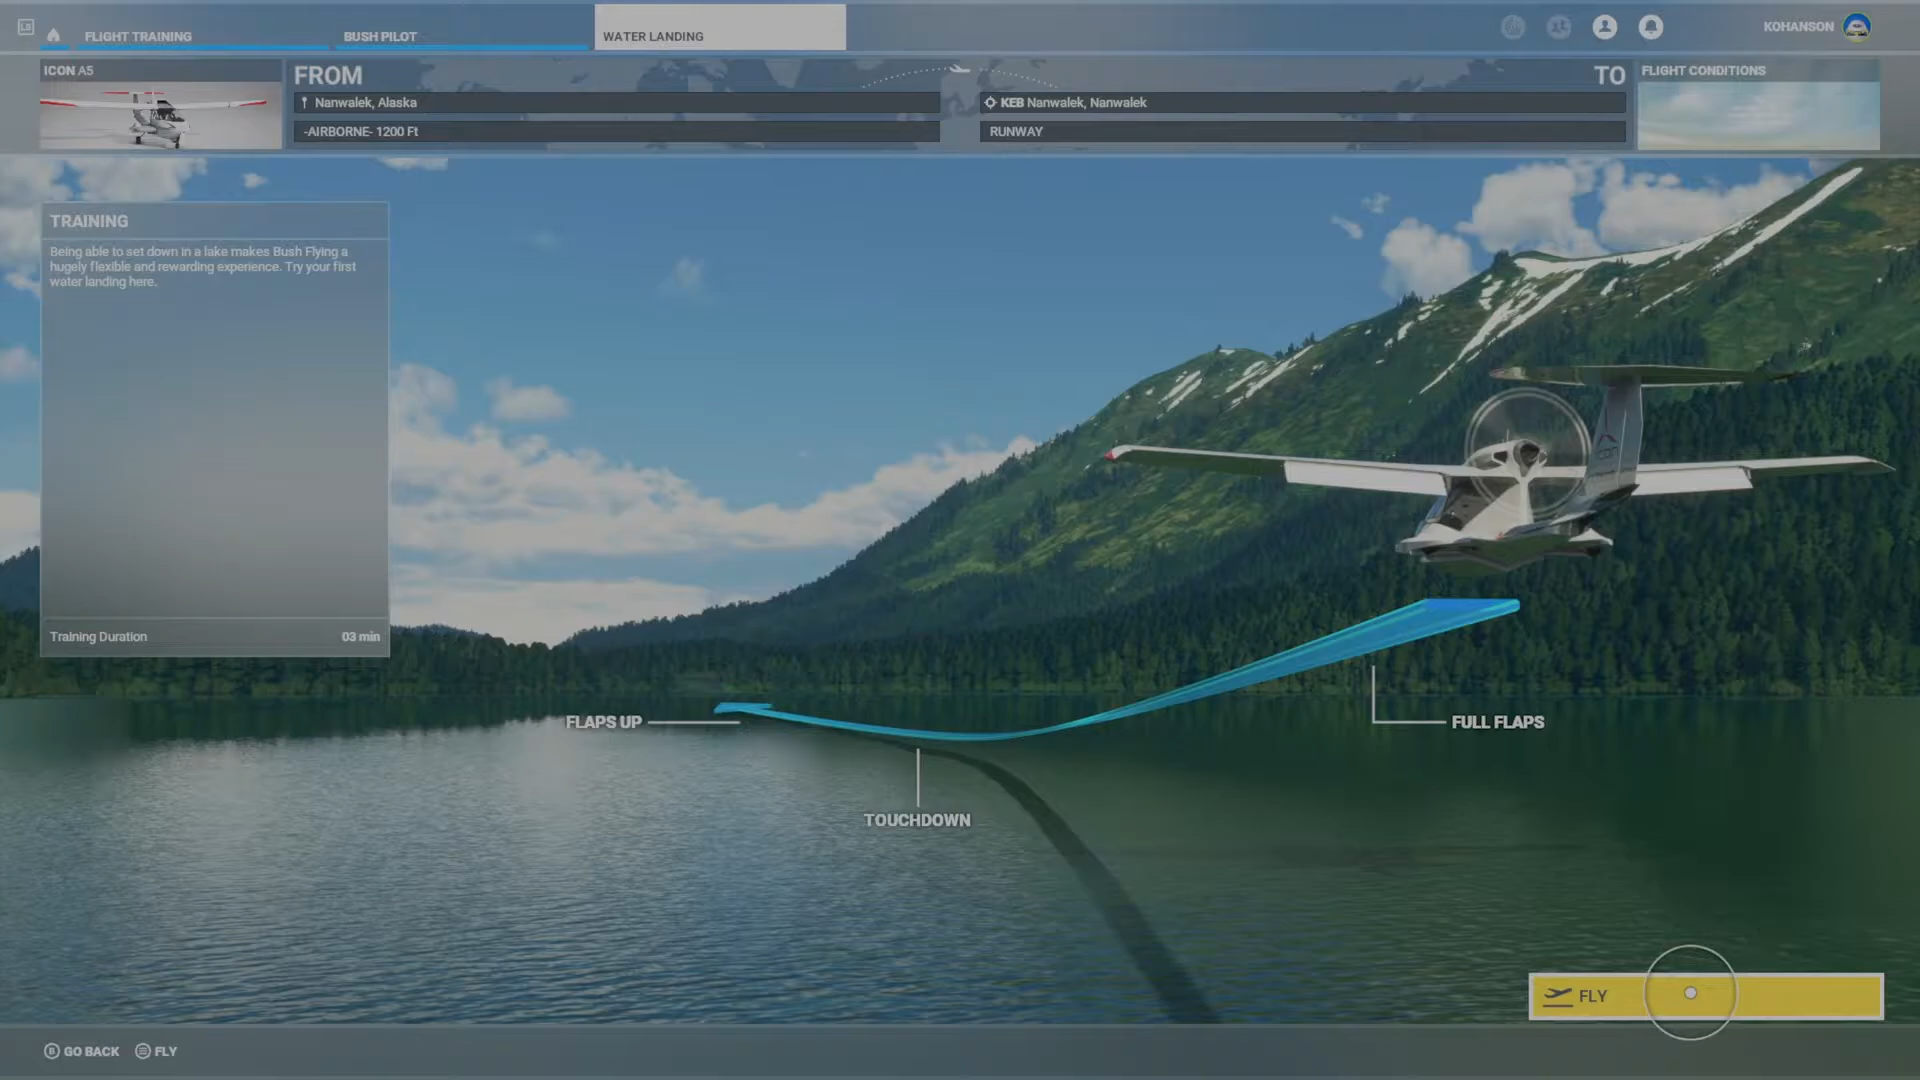 LB
FLIGHT TRAINING
BUSH PILOT
WATER LANDING
KOHANSON
ICON A5
FROM
Nanwalek, Alaska
-AIRBORNE- 1200 Ft
TO
KEB Nanwalek, Nanwalek
RUNWAY
FLIGHT CONDITIONS
TRAINING
Being able to set down in a lake makes Bush Flying a
hugely flexible and rewarding experience. Try your first
water landing here.
Training Duration 03 min
FLAPS UP
FULL FLAPS
TOUCHDOWN
FLY
B GO BACK
FLY